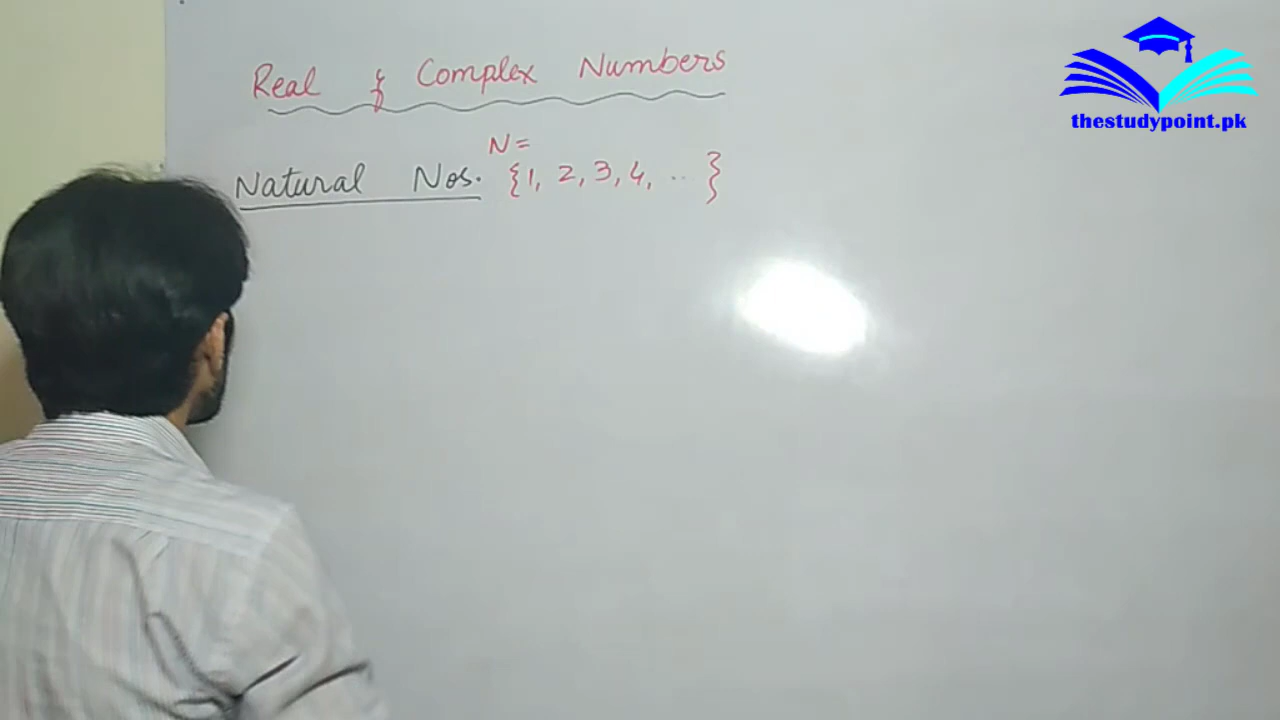 Real & Complex Numbers
N =
Natural Nos. {1, 2, 3, 4, .. }
thestudypoint.pk